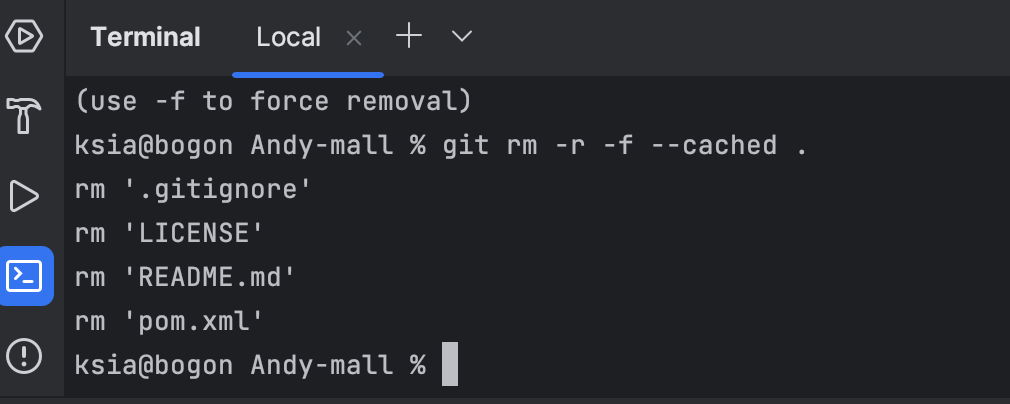 Terminal Local
(use -f to force removal)
ksia@bogon Andy-mall % git rm -r -f --cached .
rm '.gitignore'
rm 'LICENSE'
rm 'README.md'
rm 'pom.xml'
ksia@bogon Andy-mall %